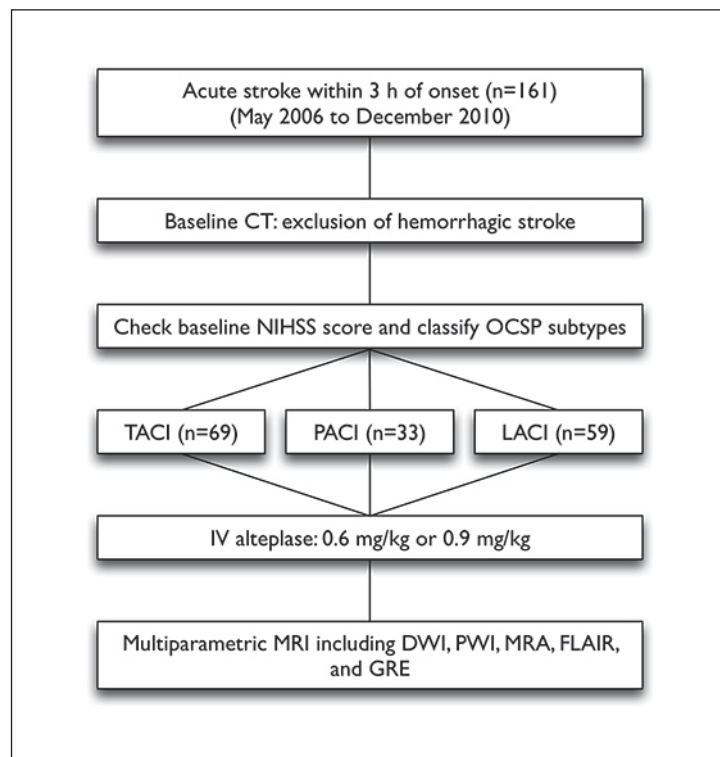 Acute stroke within 3 h of onset (n=161)
(May 2006 to December 2010)
Baseline CT: exclusion of hemorrhagic stroke
Check baseline NIHSS score and classify OCSP subtypes
TACI (n=69)
PACI (n=33)
LACI (n=59)
IV alteplase: 0.6 mg/kg or 0.9 mg/kg
Multiparametric MRI including DWI, PWI, MRA, FLAIR,
and GRE